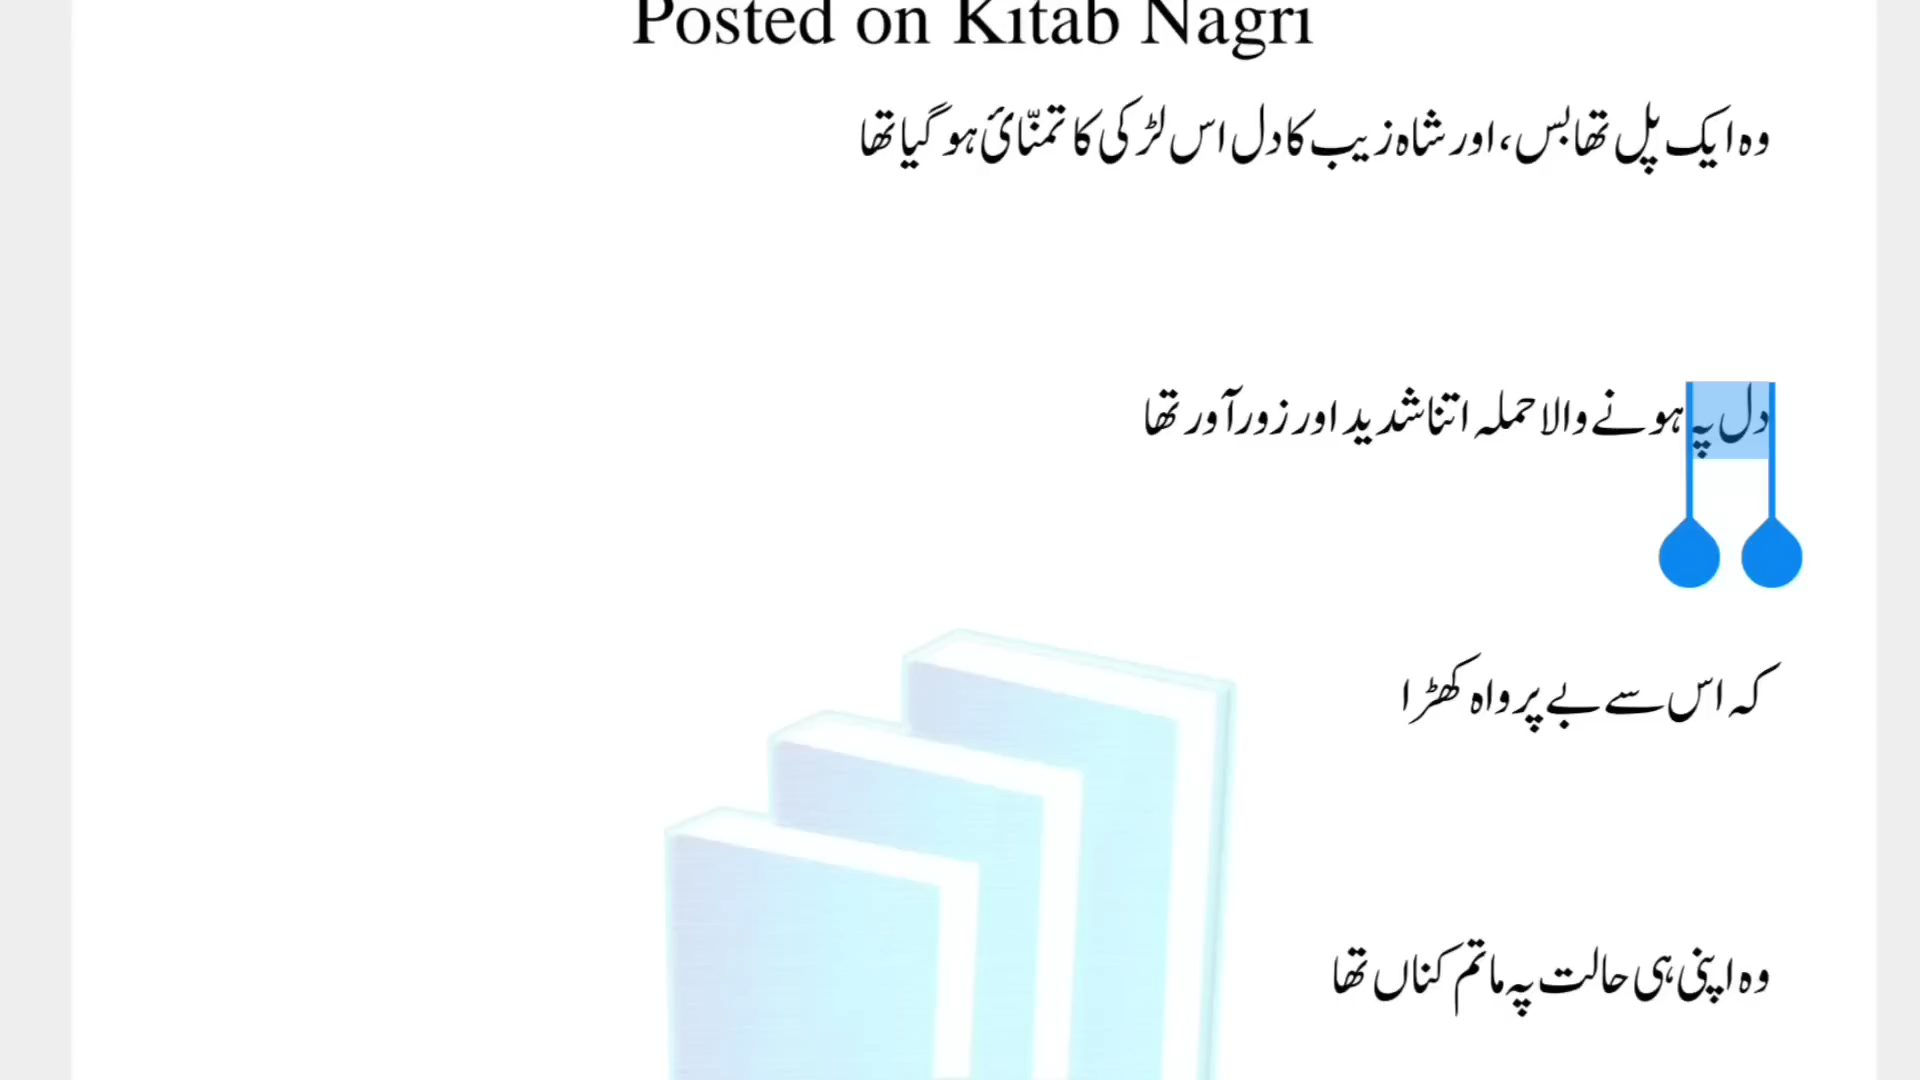 Posted on Kitab Nagri
وہ ایک پل تھا بس، اور شاہ زیب کا دل اس لڑکی کا تمنّائ ہو گیا تھا
دل پہ ہونے والا حملہ اتنا شدید اور زور آور تھا
کہ اس سے بے پرواہ کھڑا
وہ اپنی ہی حالت پہ ماتم کناں تھا